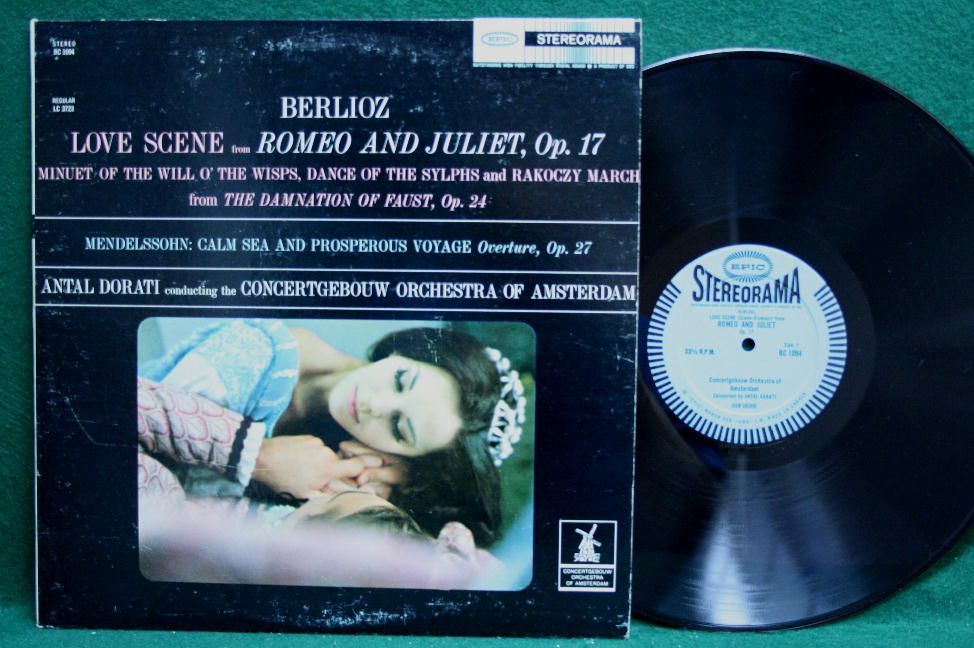 STEREO
BC 1094
EPIC
STEREORAMA
REGULAR
LC 3723
BERLIOZ
LOVE SCENE from ROMEO AND JULIET, Op. 17
MINUET OF THE WILL O' THE WISPS, DANCE OF THE SYLPHS and RAKOCZY MARCH
from THE DAMNATION OF FAUST, Op. 24
MENDELSSOHN: CALM SEA AND PROSPEROUS VOYAGE Overture, Op. 27
ANTAL DORATI conducting the CONCERTGEBOUW ORCHESTRA OF AMSTERDAM
CONCERTGEBOUW
ORCHESTRA
OF AMSTERDAM
EPIC
STEREORAMA
BERLIOZ
ROMEO AND JULIET
Op. 17
Side 1
33⅓ R.P.M.
BC 1094
Concertgebouw Orchestra of
Amsterdam
Conducted by ANTAL DORATI